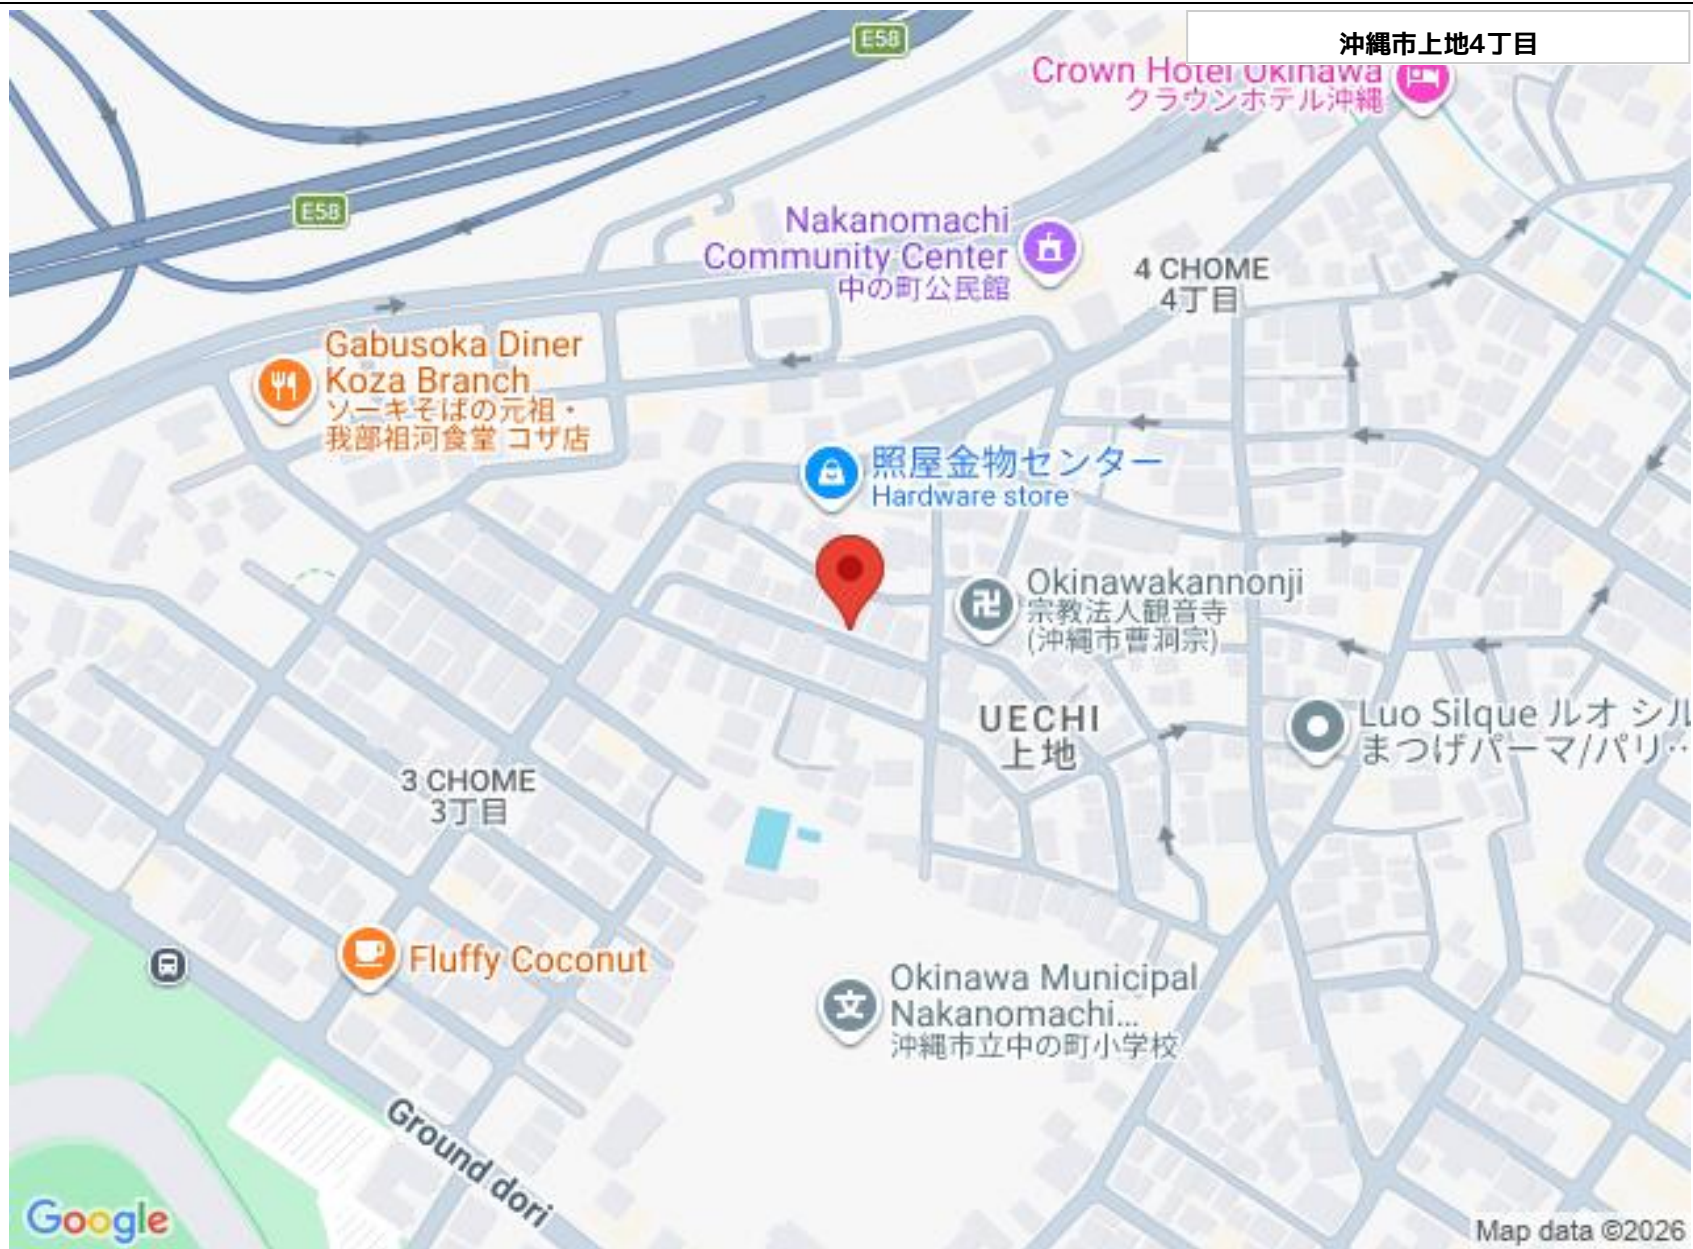 沖縄市上地4丁目
E58
Crown Hotel Okinawa
クラウンホテル沖縄
E58
Nakanomachi
Community Center
中の町公民館
4 CHOME
4丁目
Gabusoka Diner
Koza Branch
ソーキそばの元祖・
我部祖河食堂 コザ店
照屋金物センター
Hardware store
Okinawakannonji
宗教法人観音寺
(沖縄市曹洞宗)
UECHI
上地
Luo Silque ルオ シル
まつげパーマ/パリ…
3 CHOME
3丁目
Fluffy Coconut
Okinawa Municipal
Nakanomachi...
沖縄市立中の町小学校
文
Ground dori
Google
Map data ©2026